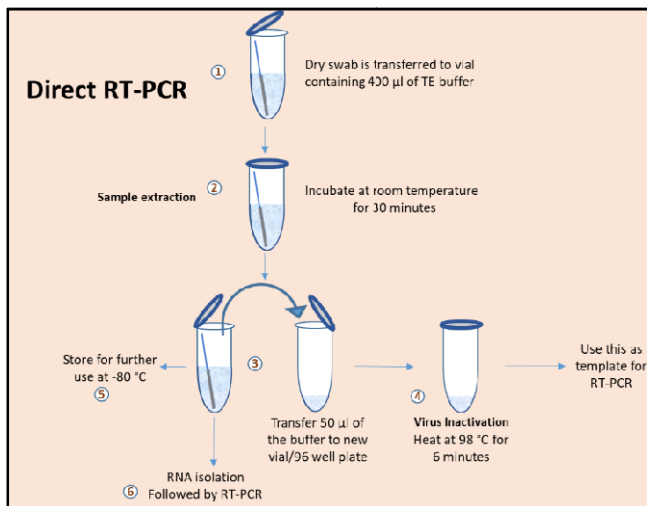 Direct RT-PCR
①
Dry swab is transferred to vial
containing 400 µl of TE buffer
Sample extraction
②
Incubate at room temperature
for 30 minutes
Store for further
use at -80 °C
⑤
③
Transfer 50 µl of
the buffer to new
vial/96 well plate
④
Virus Inactivation
Heat at 98 °C for
6 minutes
Use this as
template for
RT-PCR
⑥
RNA isolation
Followed by RT-PCR